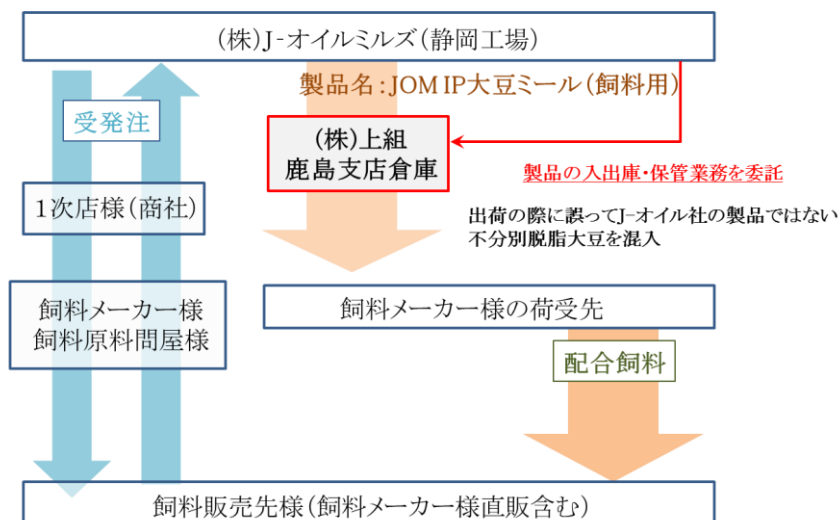 (株)J-オイルミルズ(静岡工場)
製品名:JOM IP大豆ミール(飼料用)
受発注
(株)上組
鹿島支店倉庫
製品の入出庫・保管業務を委託
1次店様(商社)
出荷の際に誤ってJ-オイル社の製品ではない
不分別脱脂大豆を混入
飼料メーカー様
飼料原料問屋様
飼料メーカー様の荷受先
配合飼料
飼料販売先様(飼料メーカー様直販含む)